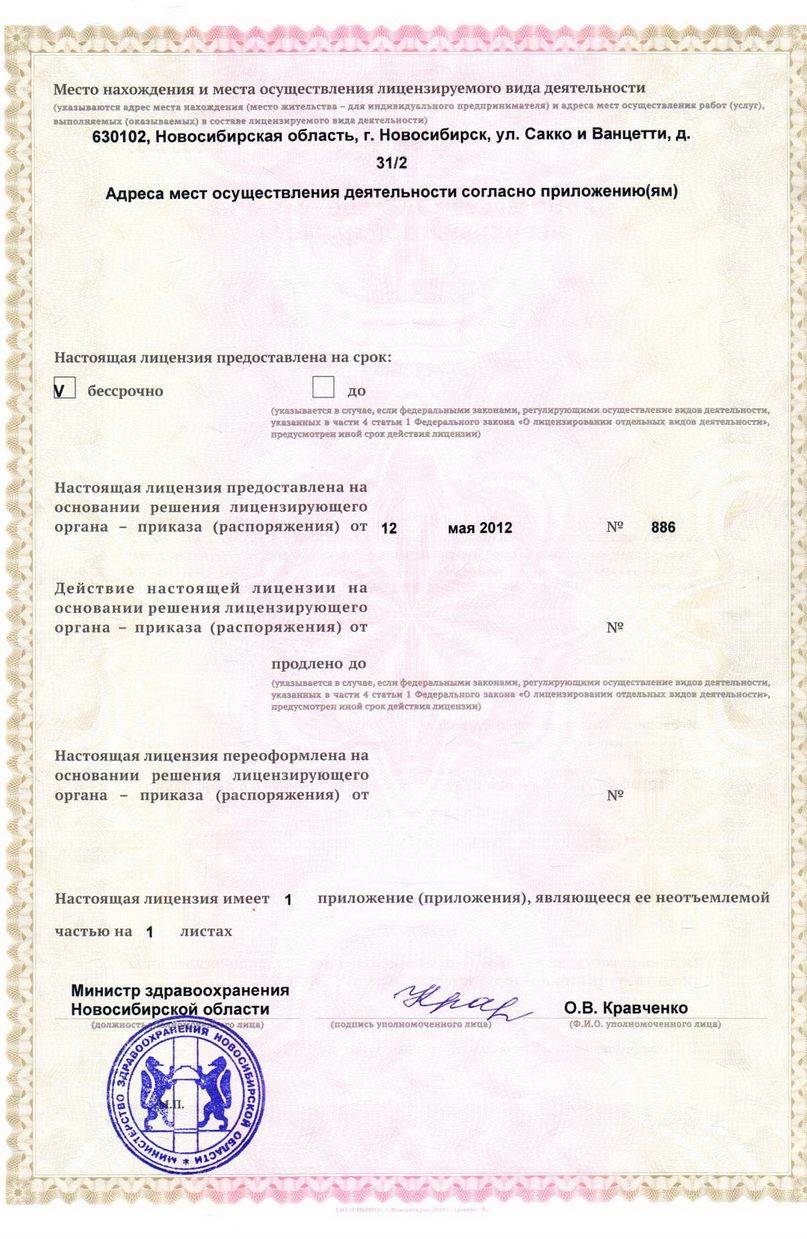 Место нахождения и места осуществления лицензируемого вида деятельности
(указываются адрес места нахождения (место жительства – для индивидуального предпринимателя) и адреса мест осуществления работ (услуг),
выполняемых (оказываемых) в составе лицензируемого вида деятельности)
630102, Новосибирская область, г. Новосибирск, ул. Сакко и Ванцетти, д.
31/2
Адреса мест осуществления деятельности согласно приложению(ям)
Настоящая лицензия предоставлена на срок:
V бессрочно до
(указывается в случае, если федеральными законами, регулирующими осуществление видов деятельности,
указанных в части 4 статьи 1 Федерального закона «О лицензировании отдельных видов деятельности»,
предусмотрен иной срок действия лицензии)
Настоящая лицензия предоставлена на
основании решения лицензирующего
органа – приказа (распоряжения) от 12 мая 2012 № 886
Действие настоящей лицензии на
основании решения лицензирующего
органа – приказа (распоряжения) от №
продлено до
(указывается в случае, если федеральными законами, регулирующими осуществление видов деятельности,
указанных в части 4 статьи 1 Федерального закона «О лицензировании отдельных видов деятельности»,
предусмотрен иной срок действия лицензии)
Настоящая лицензия переоформлена на
основании решения лицензирующего
органа – приказа (распоряжения) от №
Настоящая лицензия имеет 1 приложение (приложения), являющееся ее неотъемлемой
частью на 1 листах
Министр здравоохранения
Новосибирской области
Крав
О.В. Кравченко
(должность уполномоченного лица) (подпись уполномоченного лица) (Ф.И.О. уполномоченного лица)
МИНИСТЕРСТВО ЗДРАВООХРАНЕНИЯ НОВОСИБИРСКОЙ ОБЛАСТИ *
М.П.